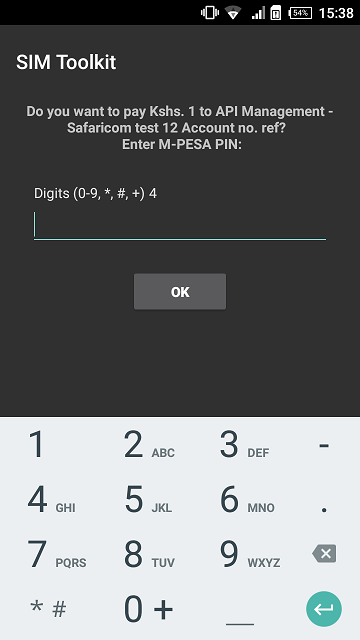 54% 15:38
SIM Toolkit
Do you want to pay Kshs. 1 to API Management -
Safaricom test 12 Account no. ref?
Enter M-PESA PIN:
Digits (0-9, *, #, +) 4
OK
1 2 ABC 3 DEF -
4 GHI 5 JKL 6 MNO .
7 PQRS 8 TUV 9 WXYZ
* # 0 + _